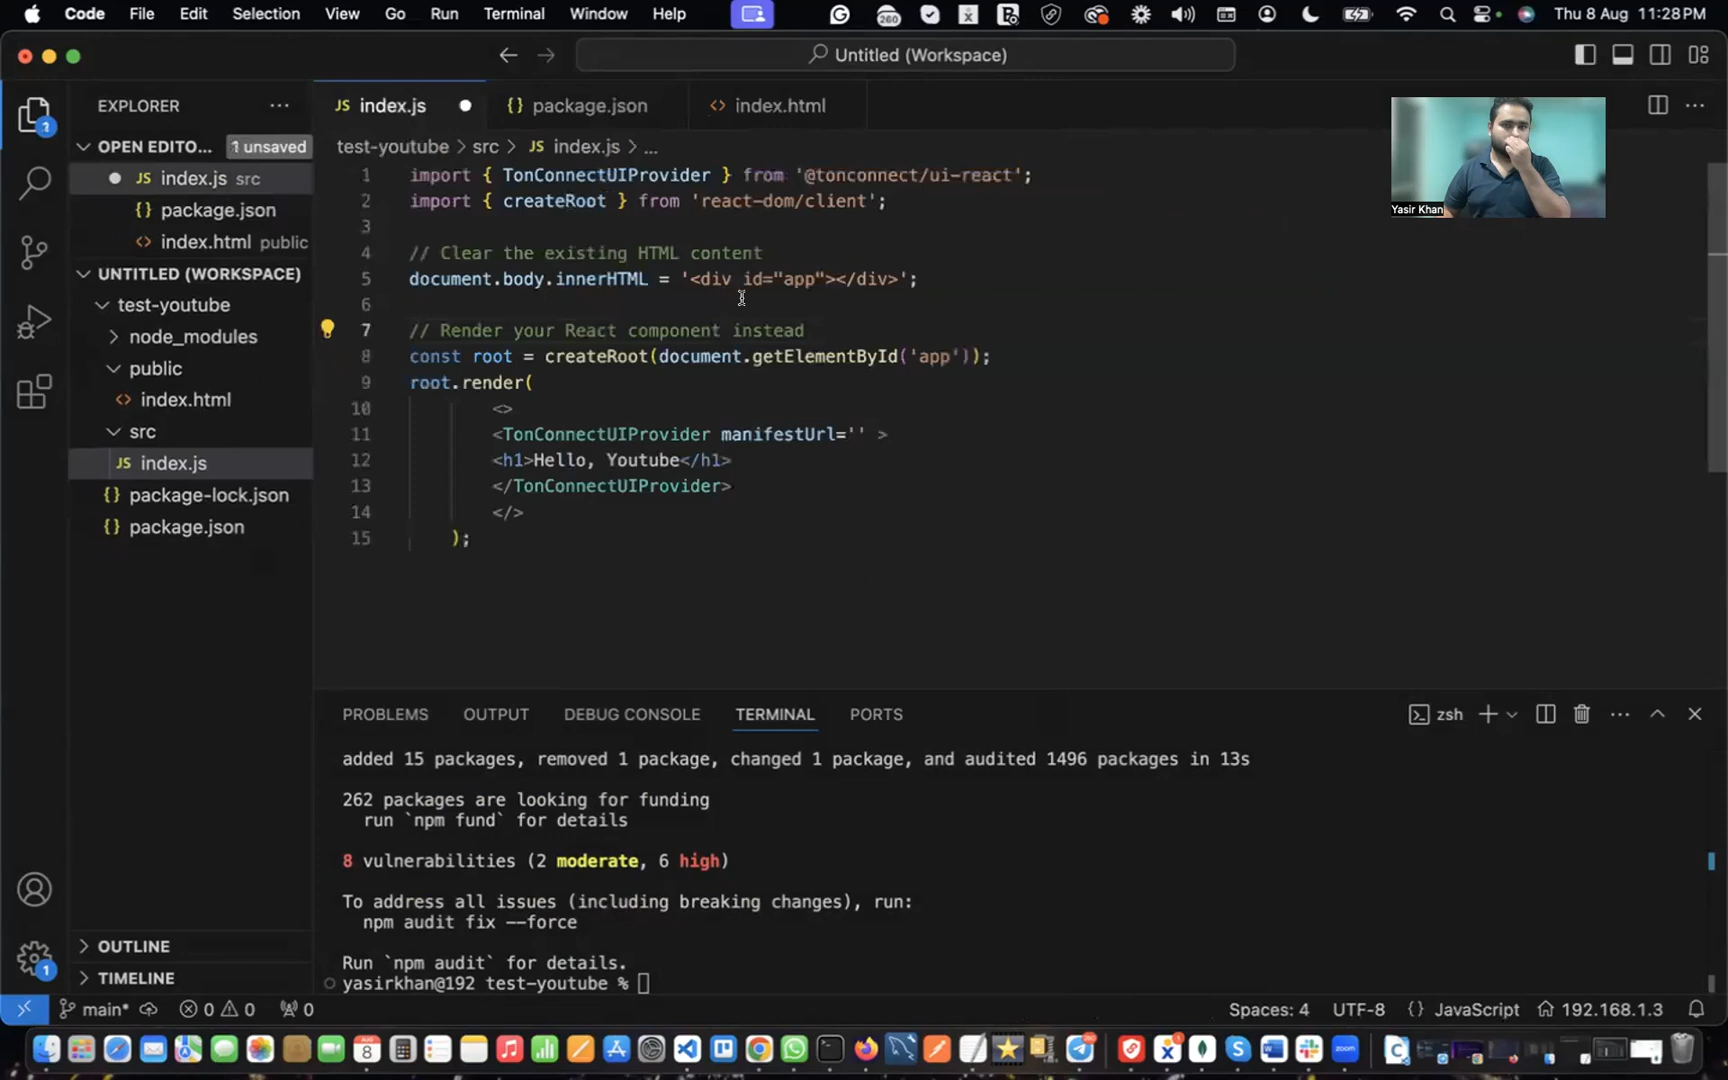 Code File Edit Selection View Go Run Terminal Window Help 260 Thu 8 Aug 11:28 PM
Untitled (Workspace)
EXPLORER
OPEN EDITO... 1 unsaved
index.js src
package.json
index.html public
UNTITLED (WORKSPACE)
test-youtube
node_modules
public
index.html
src
JS index.js
{} package-lock.json
{} package.json
OUTLINE
TIMELINE
JS index.js {} package.json <> index.html
test-youtube > src > JS index.js > ...
1 import { TonConnectUIProvider } from '@tonconnect/ui-react';
2 import { createRoot } from 'react-dom/client';
3
4 // Clear the existing HTML content
5 document.body.innerHTML = '<div id="app"></div>';
6
7 // Render your React component instead
8 const root = createRoot(document.getElementById('app'));
9 root.render(
10 <>
11 <TonConnectUIProvider manifestUrl='' >
12 <h1>Hello, Youtube</h1>
13 </TonConnectUIProvider>
14 </>
15 );
Yasir Khan
PROBLEMS OUTPUT DEBUG CONSOLE TERMINAL PORTS zsh
added 15 packages, removed 1 package, changed 1 package, and audited 1496 packages in 13s
262 packages are looking for funding
run `npm fund` for details
8 vulnerabilities (2 moderate, 6 high)
To address all issues (including breaking changes), run:
npm audit fix --force
Run `npm audit` for details.
yasirkhan@192 test-youtube %
main* 0 0 0 Spaces: 4 UTF-8 {} JavaScript 192.168.1.3